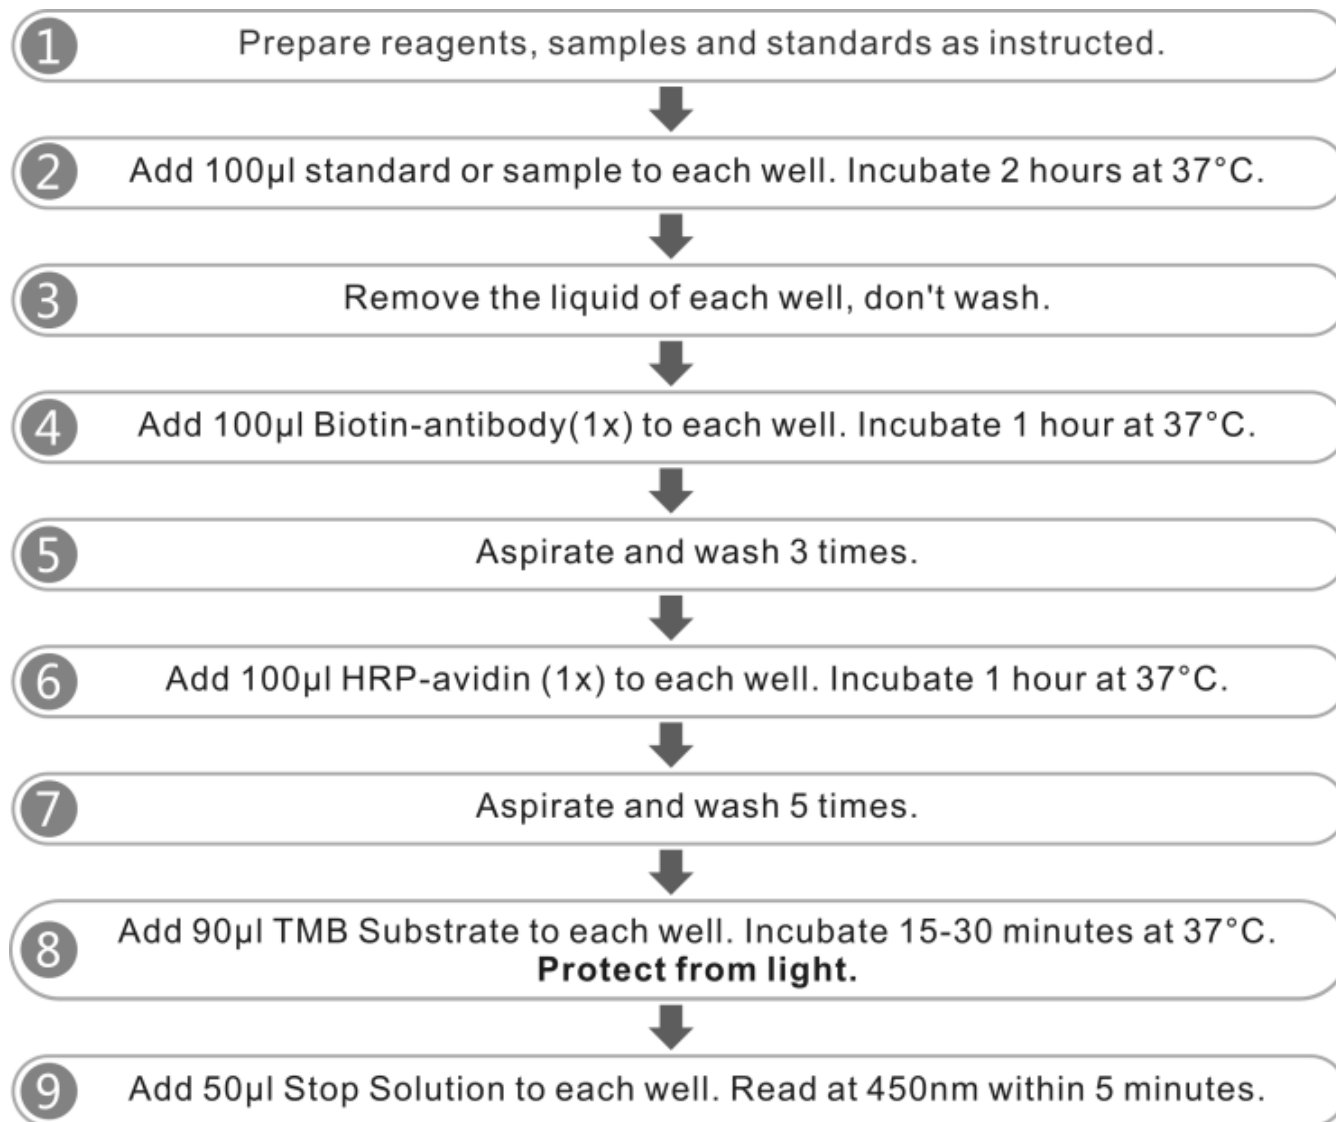 1 Prepare reagents, samples and standards as instructed.
2 Add 100µl standard or sample to each well. Incubate 2 hours at 37°C.
3 Remove the liquid of each well, don't wash.
4 Add 100µl Biotin-antibody(1x) to each well. Incubate 1 hour at 37°C.
5 Aspirate and wash 3 times.
6 Add 100µl HRP-avidin (1x) to each well. Incubate 1 hour at 37°C.
7 Aspirate and wash 5 times.
8 Add 90µl TMB Substrate to each well. Incubate 15-30 minutes at 37°C.
Protect from light.
9 Add 50µl Stop Solution to each well. Read at 450nm within 5 minutes.